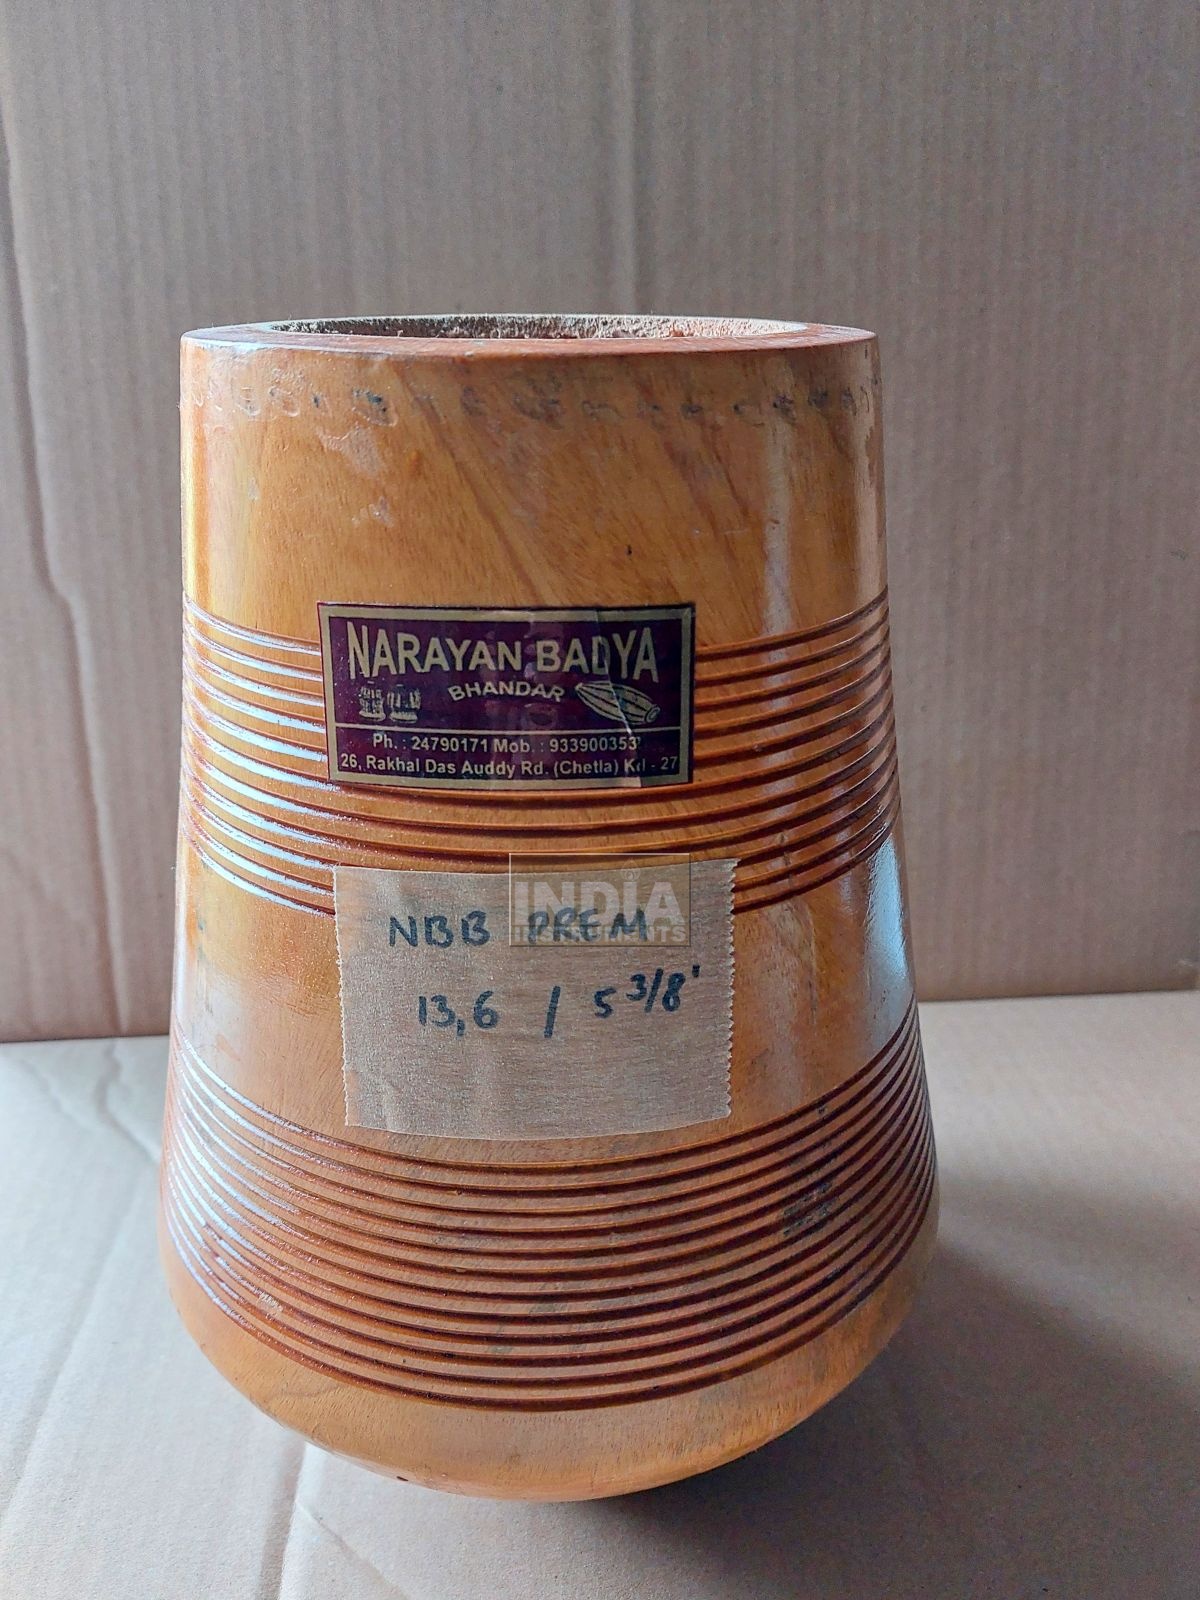 NARAYAN BADYA
BHANDAR
Ph. : 24790171 Mob. : 933900353
26, Rakhal Das Auddy Rd. (Chetla) Kol - 27
INDIA
INSTRUMENTS
NBB PREM
13,6 / 5 3/8'